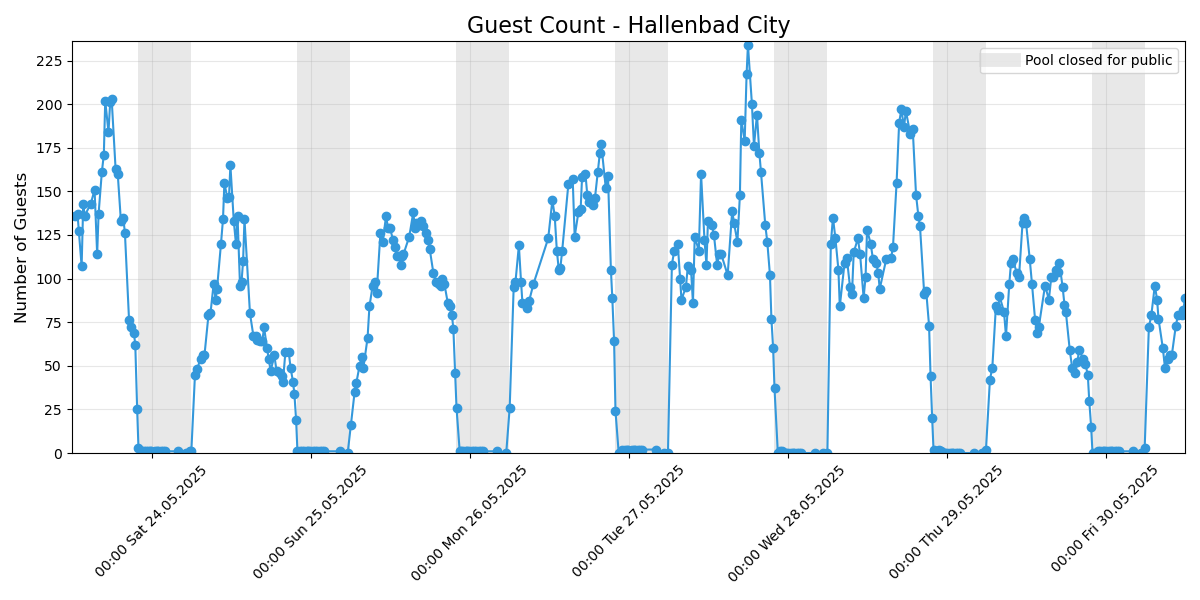 Guest Count - Hallenbad City
Pool closed for public
Number of Guests
225
200
175
150
125
100
75
50
25
0
00:00 Sat 24.05.2025
00:00 Sun 25.05.2025
00:00 Mon 26.05.2025
00:00 Tue 27.05.2025
00:00 Wed 28.05.2025
00:00 Thu 29.05.2025
00:00 Fri 30.05.2025